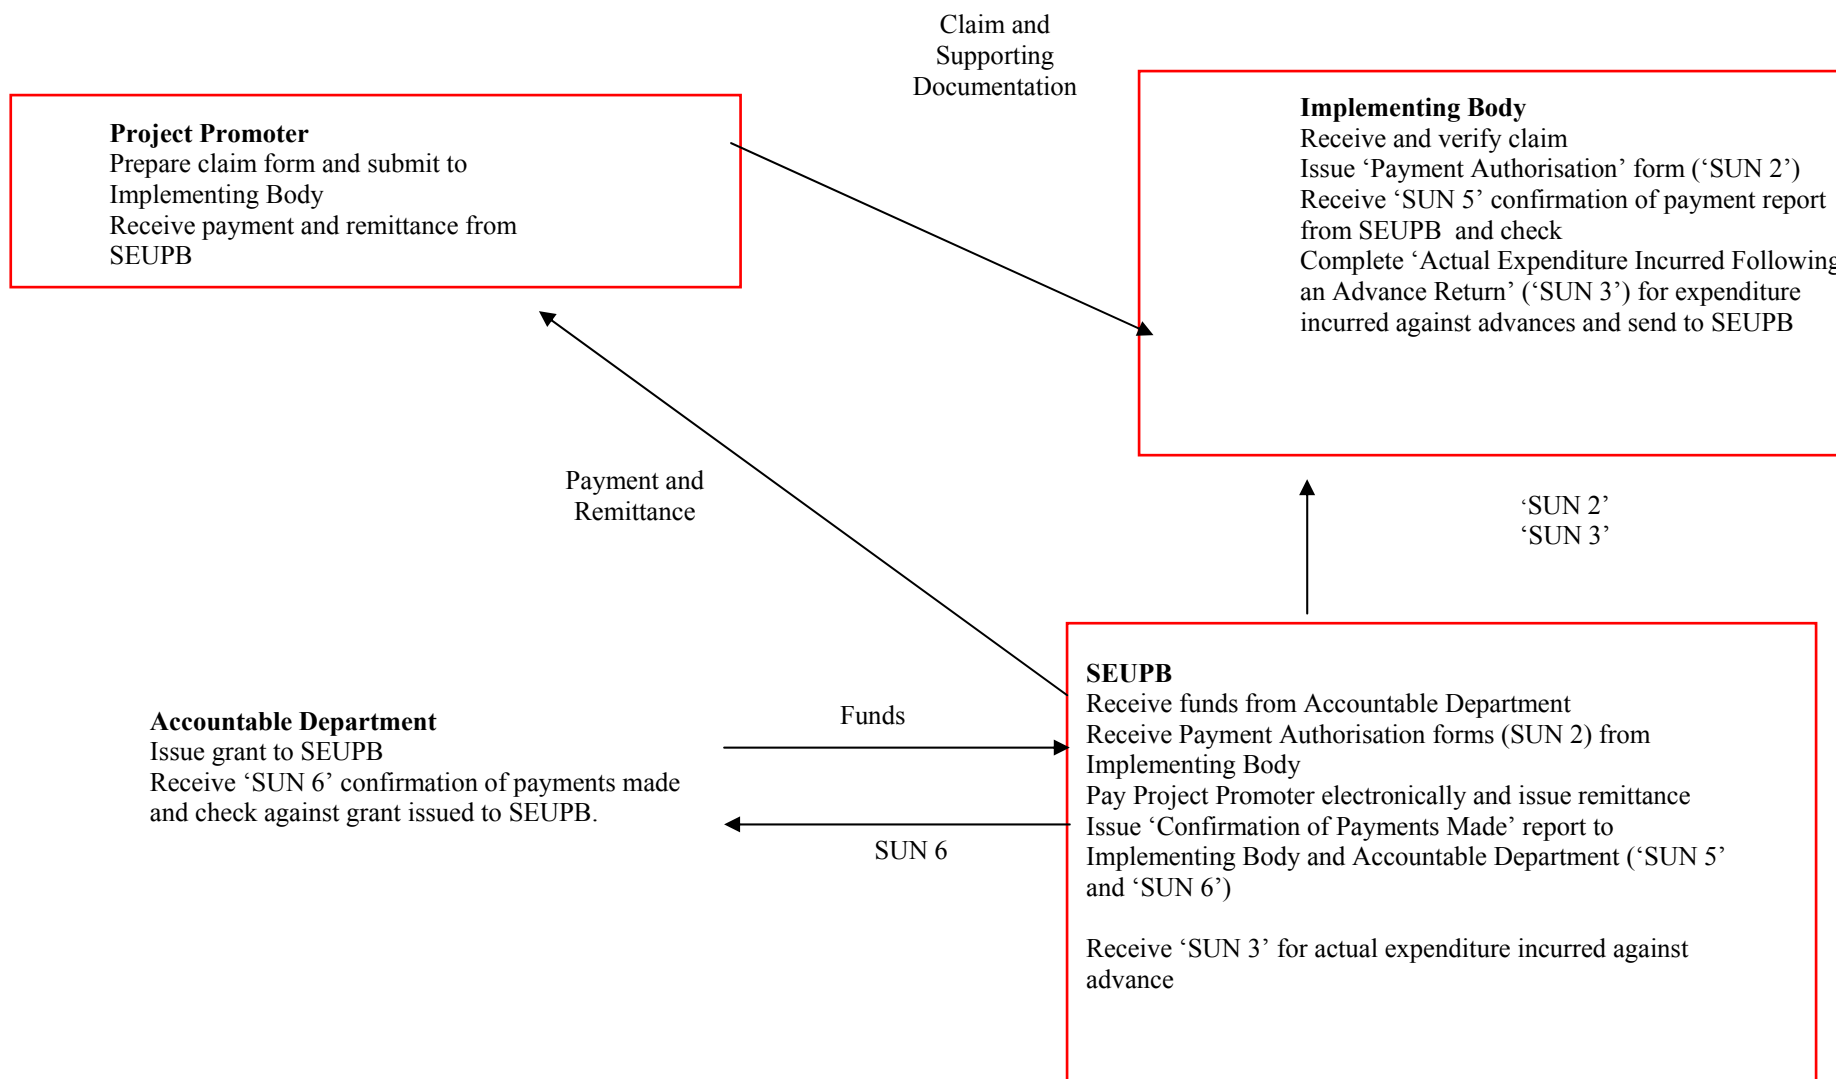 Claim and
Supporting
Documentation
Project Promoter
Prepare claim form and submit to
Implementing Body
Receive payment and remittance from
SEUPB
Implementing Body
Receive and verify claim
Issue ‘Payment Authorisation’ form (‘SUN 2’)
Receive ‘SUN 5’ confirmation of payment report
from SEUPB  and check
Complete ‘Actual Expenditure Incurred Following
an Advance Return’ (‘SUN 3’) for expenditure
incurred against advances and send to SEUPB
Payment and
Remittance
‘SUN 2’
‘SUN 3’
Accountable Department
Issue grant to SEUPB
Receive ‘SUN 6’ confirmation of payments made
and check against grant issued to SEUPB.
Funds
SUN 6
SEUPB
Receive funds from Accountable Department
Receive Payment Authorisation forms (SUN 2) from
Implementing Body
Pay Project Promoter electronically and issue remittance
Issue ‘Confirmation of Payments Made’ report to
Implementing Body and Accountable Department (‘SUN 5’
and ‘SUN 6’)
Receive ‘SUN 3’ for actual expenditure incurred against
advance